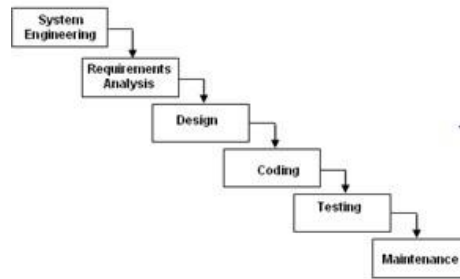 System
Engineering
Requirements
Analysis
Design
Coding
Testing
Maintenance